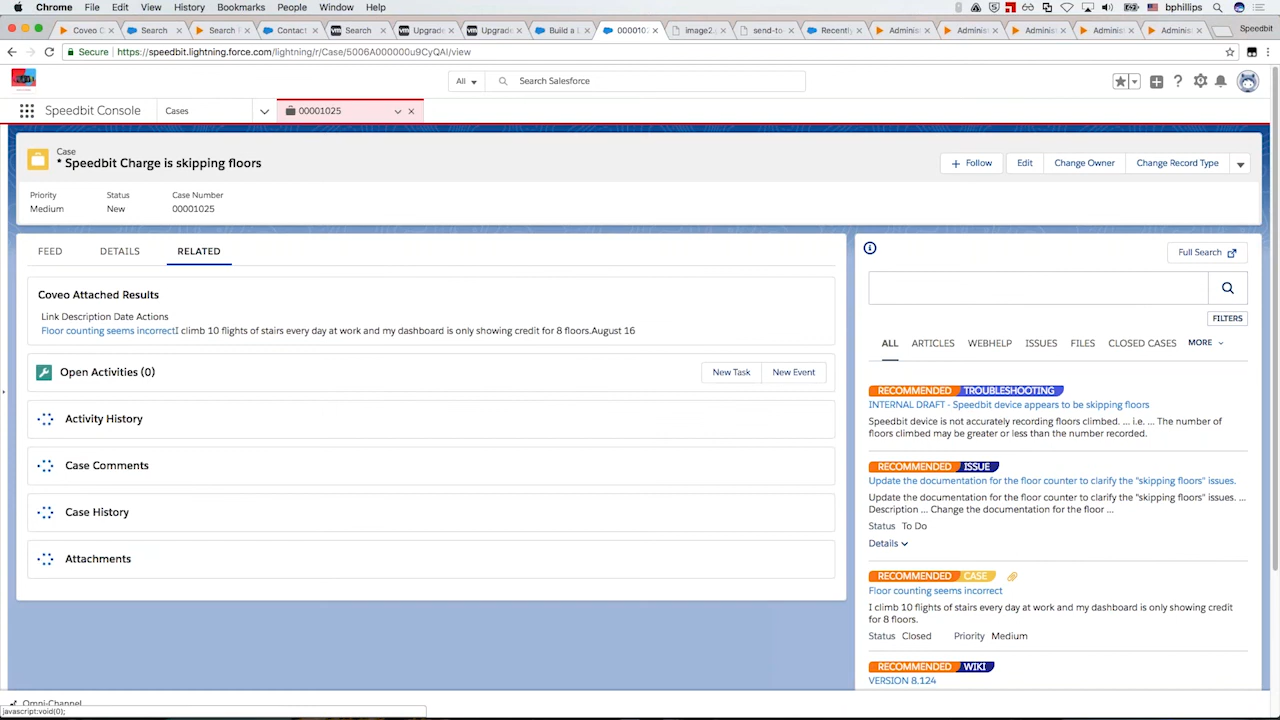 Chrome File Edit View History Bookmarks People Window Help bphillips
Coveo C Search Search T Contact Search Upgrade Upgrade Build a L 000010: image2. send-to- Recently Adminis Adminis Adminis Adminis Adminis Speedbit
Secure https://speedbit.lightning.force.com/lightning/r/Case/5006A000000u9CyQAI/view
All Search Salesforce
Speedbit Console Cases 00001025
Case
* Speedbit Charge is skipping floors
+ Follow Edit Change Owner Change Record Type
Priority Status Case Number
Medium New 00001025
FEED DETAILS RELATED
Coveo Attached Results
Link Description Date Actions
Floor counting seems incorrectI climb 10 flights of stairs every day at work and my dashboard is only showing credit for 8 floors.August 16
Open Activities (0) New Task New Event
Activity History
Case Comments
Case History
Attachments
Full Search
FILTERS
ALL ARTICLES WEBHELP ISSUES FILES CLOSED CASES MORE
RECOMMENDED TROUBLESHOOTING
INTERNAL DRAFT - Speedbit device appears to be skipping floors
Speedbit device is not accurately recording floors climbed. ... i.e. ... The number of
floors climbed may be greater or less than the number recorded.
RECOMMENDED ISSUE
Update the documentation for the floor counter to clarify the "skipping floors" issues.
Update the documentation for the floor counter to clarify the "skipping floors" issues. ...
Description ... Change the documentation for the floor ...
Status To Do
Details
RECOMMENDED CASE
Floor counting seems incorrect
I climb 10 flights of stairs every day at work and my dashboard is only showing credit
for 8 floors.
Status Closed Priority Medium
RECOMMENDED WIKI
VERSION 8.124
Omni-Channel
javascript:void(0);